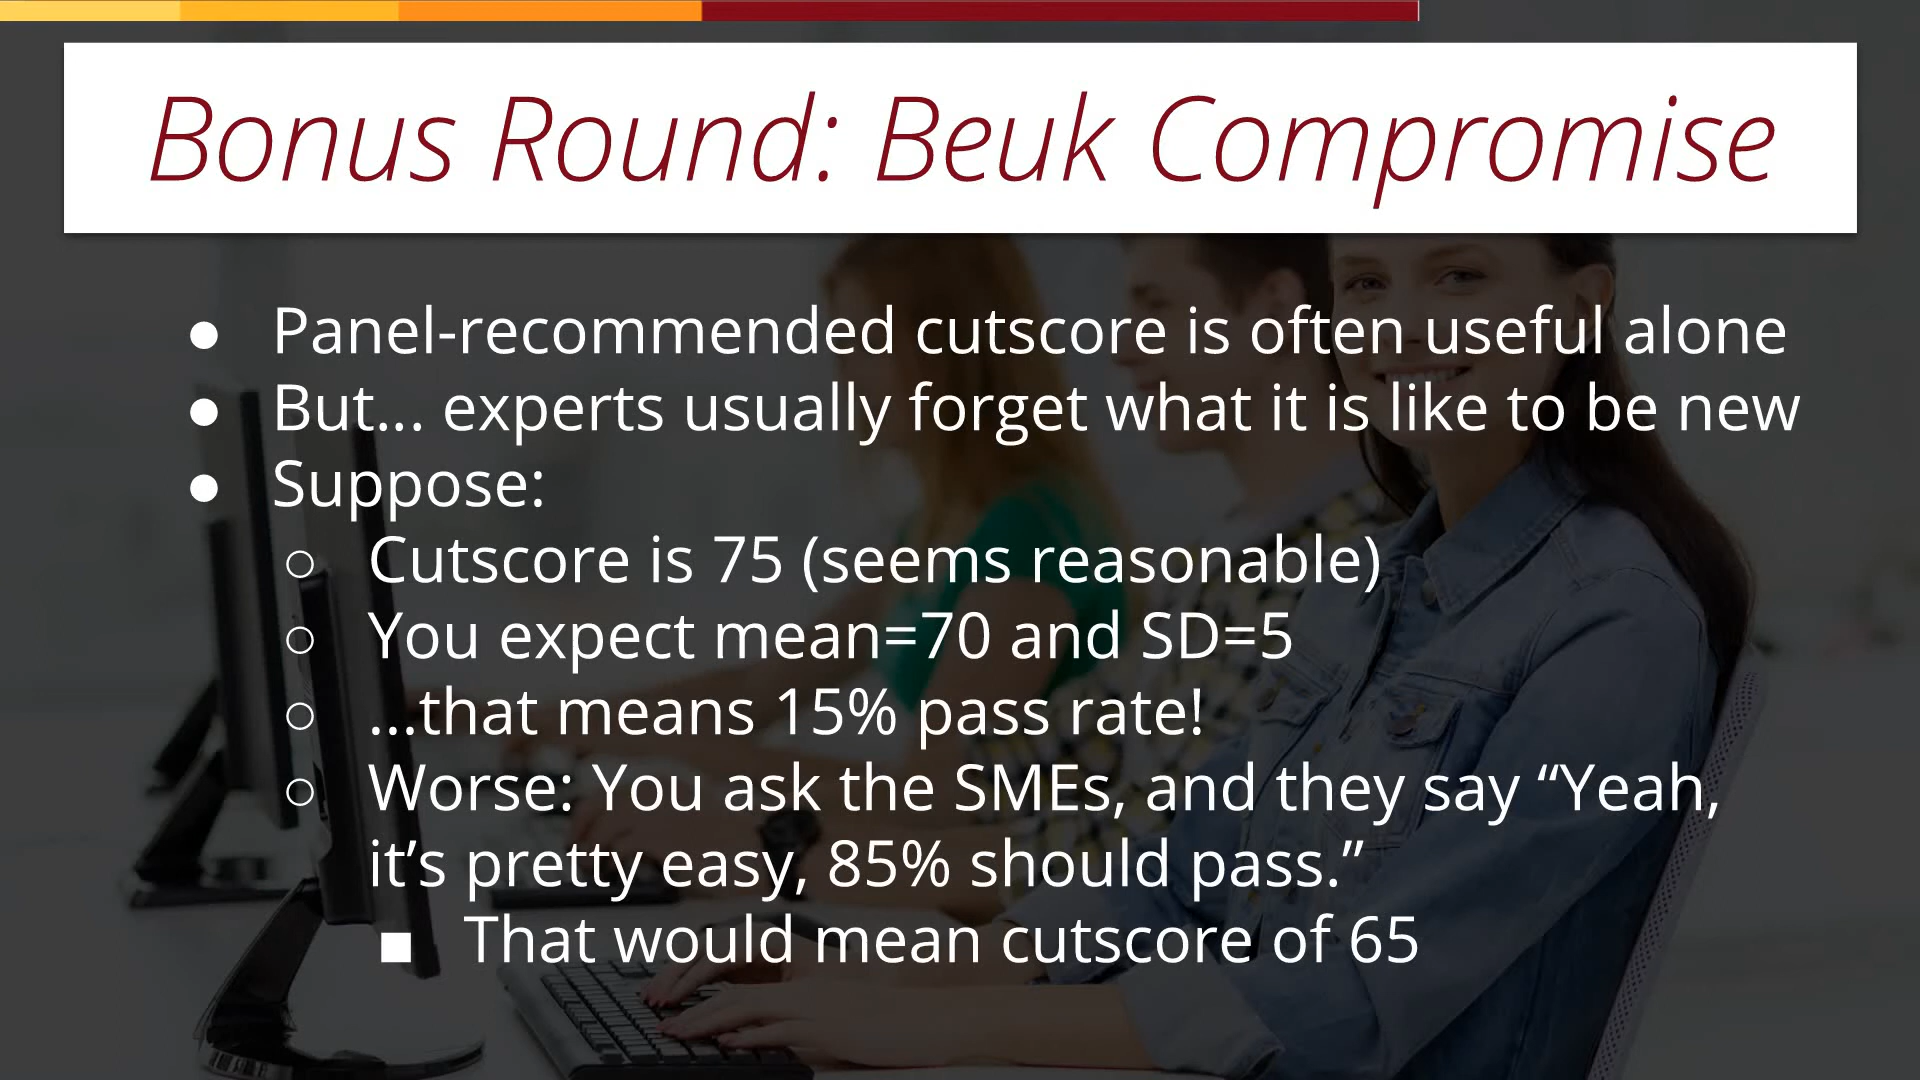 Bonus Round: Beuk Compromise
● Panel-recommended cutscore is often useful alone
● But... experts usually forget what it is like to be new
● Suppose:
○ Cutscore is 75 (seems reasonable)
○ You expect mean=70 and SD=5
○ ...that means 15% pass rate!
○ Worse: You ask the SMEs, and they say “Yeah,
it’s pretty easy, 85% should pass.”
■ That would mean cutscore of 65